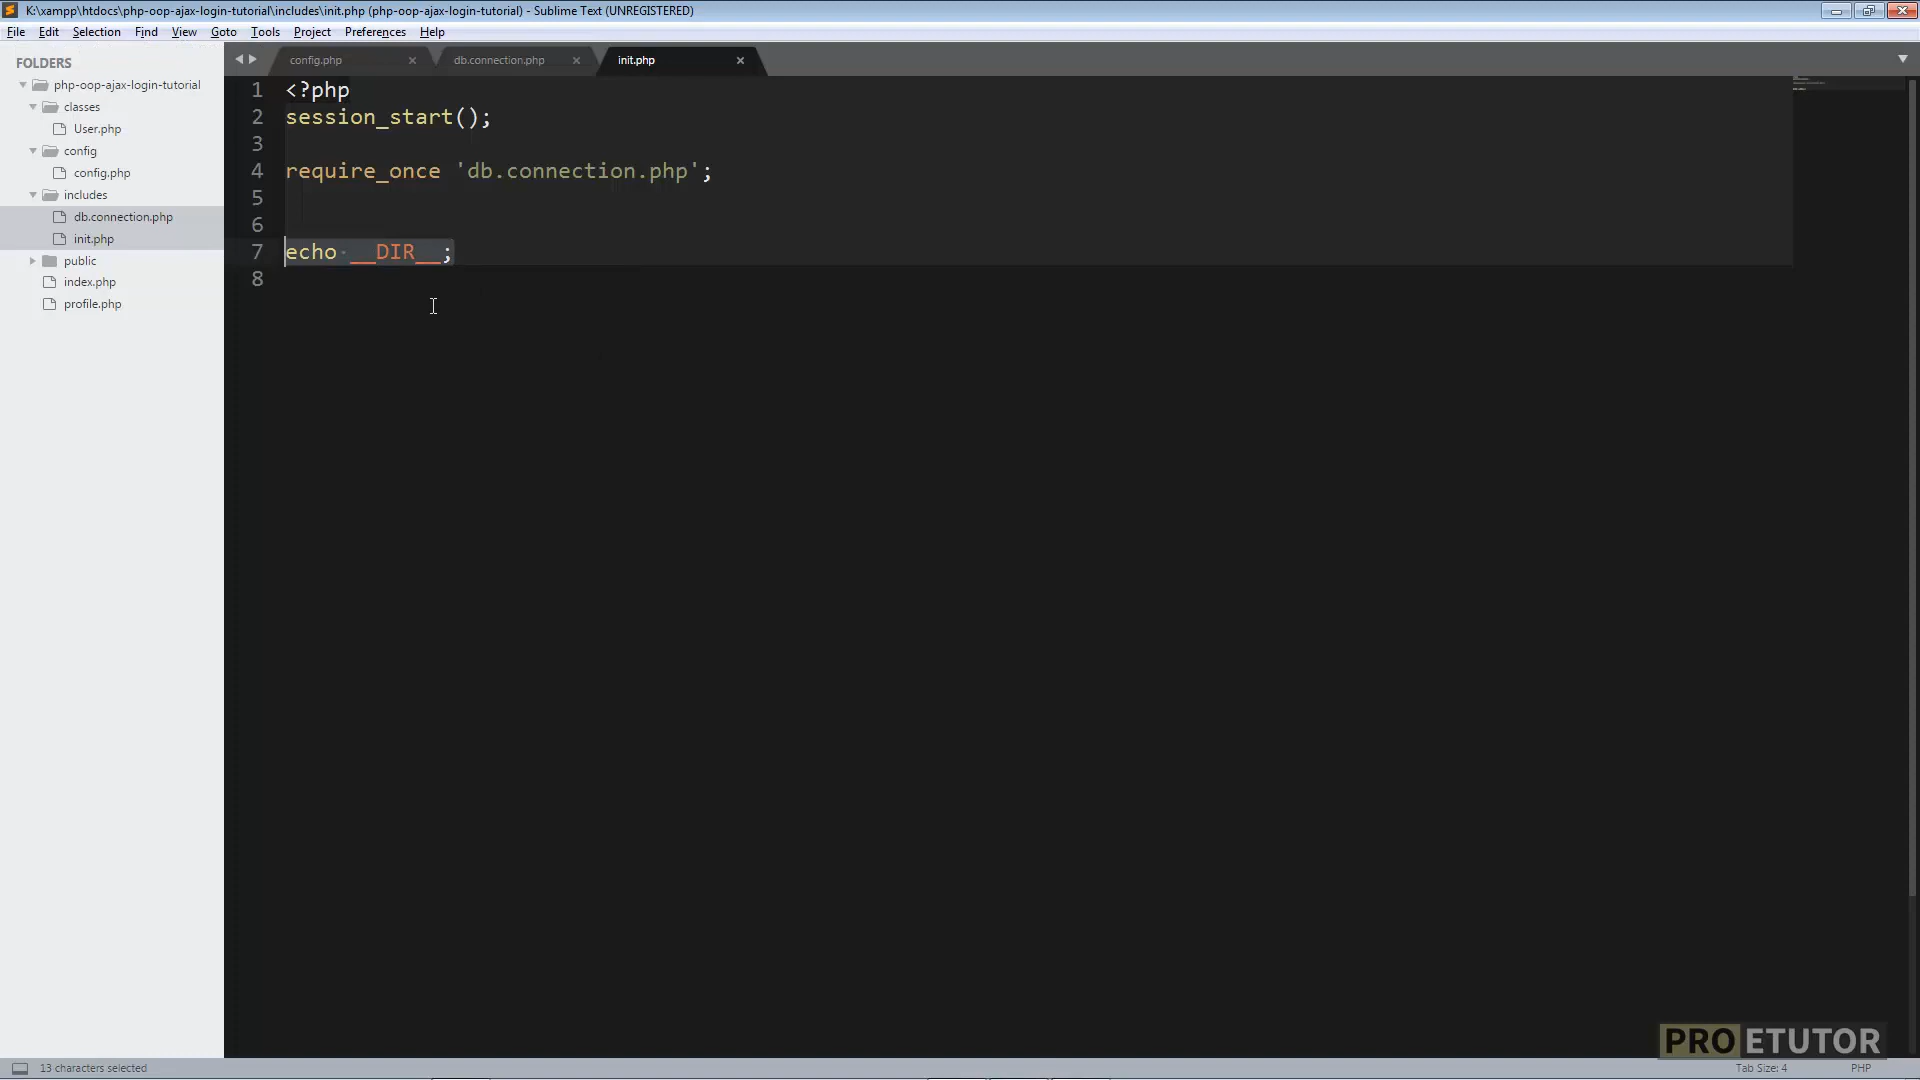 K:\xampp\htdocs\php-oop-ajax-login-tutorial\includes\init.php (php-oop-ajax-login-tutorial) - Sublime Text (UNREGISTERED)
File Edit Selection Find View Goto Tools Project Preferences Help
FOLDERS
php-oop-ajax-login-tutorial
classes
User.php
config
config.php
includes
db.connection.php
init.php
public
index.php
profile.php
config.php db.connection.php init.php
1 <?php
2 session_start();
3
4 require_once 'db.connection.php';
5
6
7 echo __DIR__;
8
PROETUTOR
13 characters selected Tab Size: 4 PHP